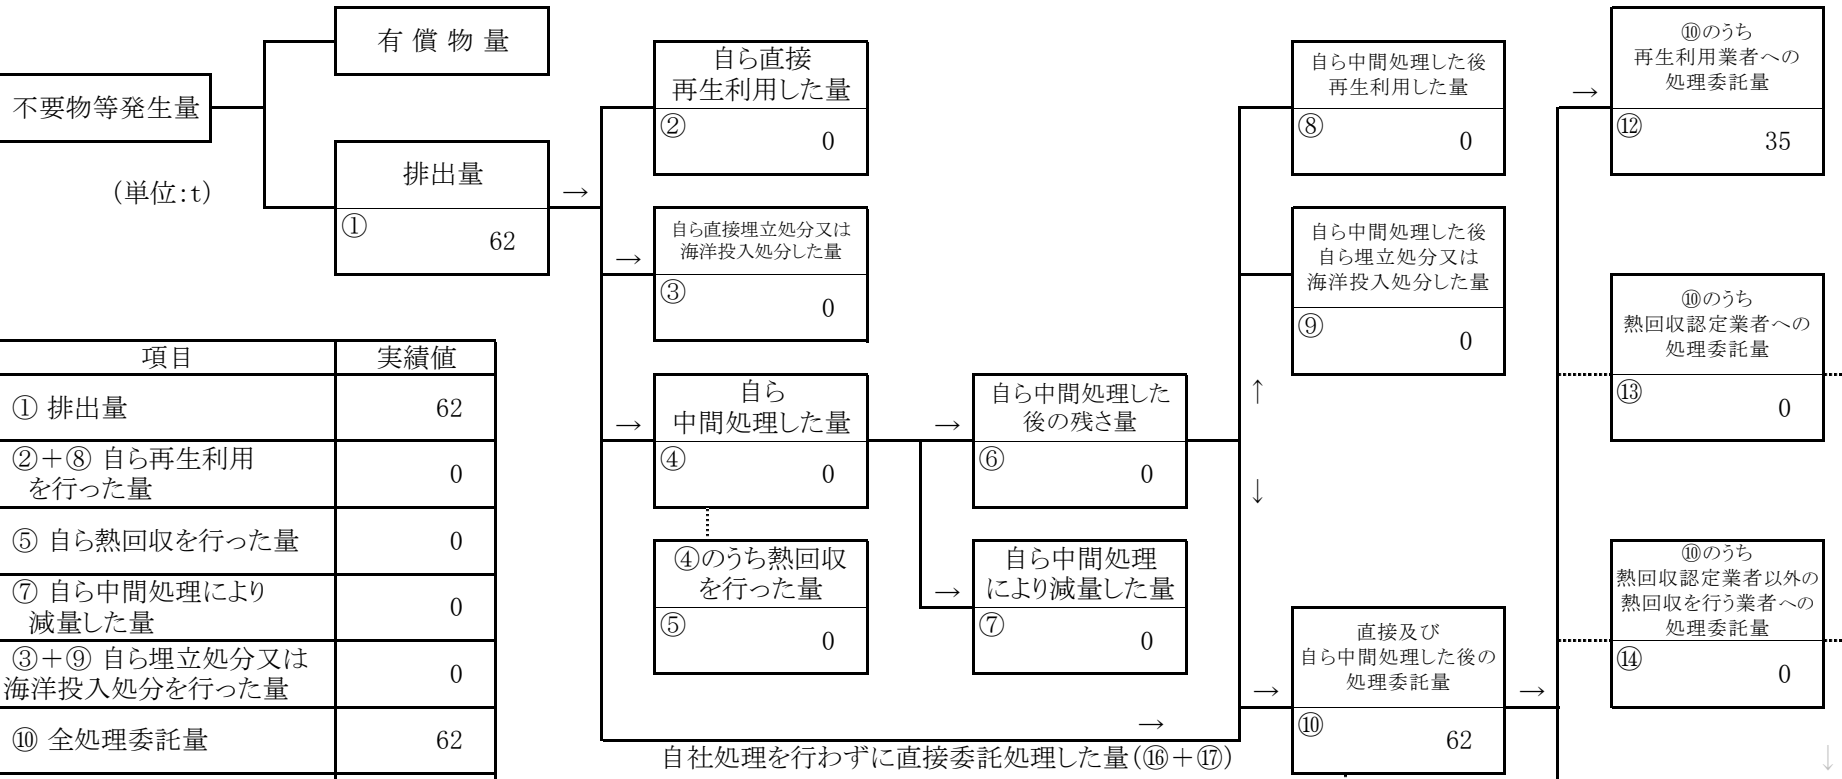 有償物量
不要物等発生量
(単位:t)
排出量
①
62
→
自ら直接
再生利用した量
②
0
→
自ら直接埋立処分又は
海洋投入処分した量
③
0
→
自ら
中間処理した量
④
0
④のうち熱回収
を行った量
⑤
0
→
自ら中間処理した
後の残さ量
⑥
0
→
自ら中間処理
により減量した量
⑦
0
↑
↓
自ら中間処理した後
再生利用した量
⑧
0
自ら中間処理した後
自ら埋立処分又は
海洋投入処分した量
⑨
0
→
自社処理を行わずに直接委託処理した量(⑯+⑰)
→
直接及び
自ら中間処理した後の
処理委託量
⑩
62
→
→
⑩のうち
再生利用業者への
処理委託量
⑫
35
⑩のうち
熱回収認定業者への
処理委託量
⑬
0
⑩のうち
熱回収認定業者以外の
熱回収を行う業者への
処理委託量
⑭
0
↓
項目 実績値
① 排出量 62
②+⑧ 自ら再生利用
を行った量 0
⑤ 自ら熱回収を行った量 0
⑦ 自ら中間処理により
減量した量 0
③+⑨ 自ら埋立処分又は
海洋投入処分を行った量 0
⑩ 全処理委託量 62